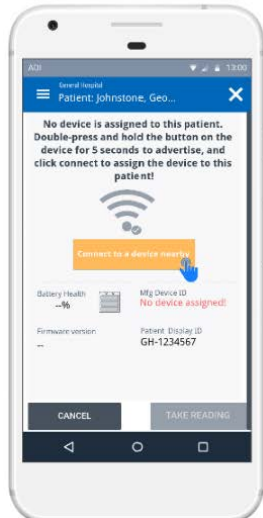 ADI 13:00
General Hospital
Patient: Johnstone, Geo...
No device is assigned to this patient.
Double-press and hold the button on the
device for 5 seconds to advertise, and
click connect to assign the device to this
patient!
Connect to a device nearby
Battery Health
--%
Mfg Device ID
No device assigned!
Firmware version
--
Patient Display ID
GH-1234567
CANCEL
TAKE READING